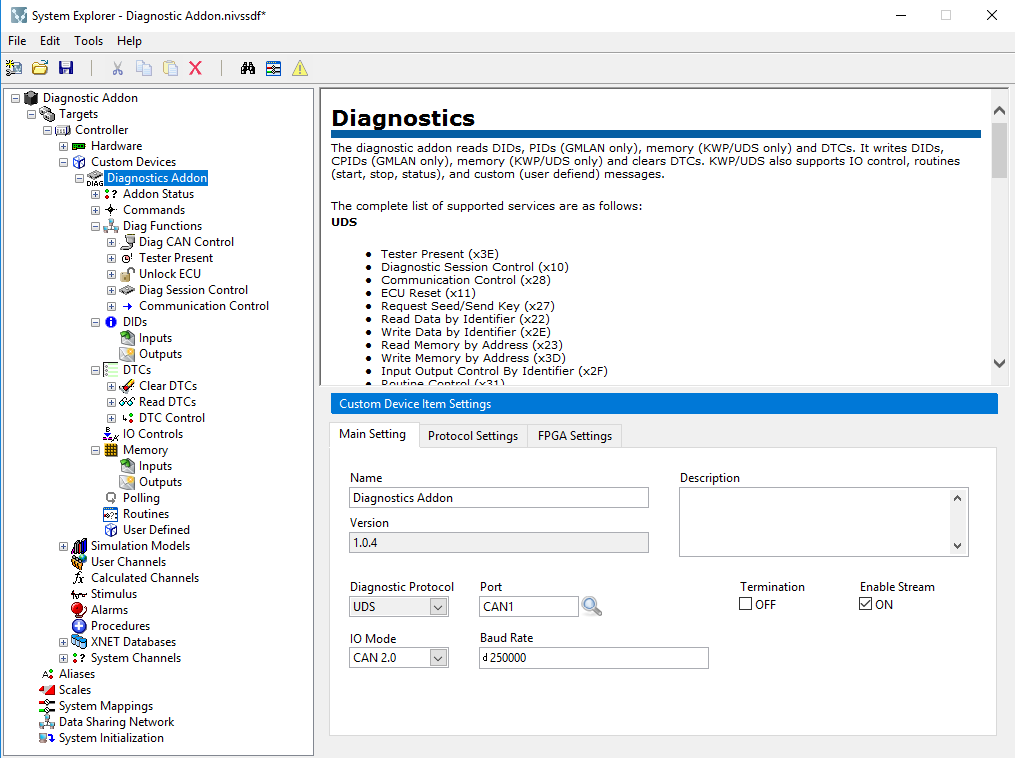 System Explorer - Diagnostic Addon.nivssdf*
File Edit Tools Help
Diagnostic Addon
Targets
Controller
Hardware
Custom Devices
DIAG Diagnostics Addon
Addon Status
Commands
Diag Functions
Diag CAN Control
Tester Present
Unlock ECU
Diag Session Control
Communication Control
DIDs
Inputs
Outputs
DTCs
Clear DTCs
Read DTCs
DTC Control
IO Controls
Memory
Inputs
Outputs
Polling
Routines
User Defined
Simulation Models
User Channels
Calculated Channels
Stimulus
Alarms
Procedures
XNET Databases
System Channels
Aliases
Scales
System Mappings
Data Sharing Network
System Initialization
Diagnostics
The diagnostic addon reads DIDs, PIDs (GMLAN only), memory (KWP/UDS only) and DTCs. It writes DIDs,
CPIDs (GMLAN only), memory (KWP/UDS only) and clears DTCs. KWP/UDS also supports IO control, routines
(start, stop, status), and custom (user defiend) messages.
The complete list of supported services are as follows:
UDS
• Tester Present (x3E)
• Diagnostic Session Control (x10)
• Communication Control (x28)
• ECU Reset (x11)
• Request Seed/Send Key (x27)
• Read Data by Identifier (x22)
• Write Data by Identifier (x2E)
• Read Memory by Address (x23)
• Write Memory by Address (x3D)
• Input Output Control By Identifier (x2F)
• Routine Control (x31)
Custom Device Item Settings
Main Setting Protocol Settings FPGA Settings
Name
Diagnostics Addon
Description
Version
1.0.4
Diagnostic Protocol Port Termination Enable Stream
UDS CAN1 OFF ON
IO Mode Baud Rate
CAN 2.0 d 250000